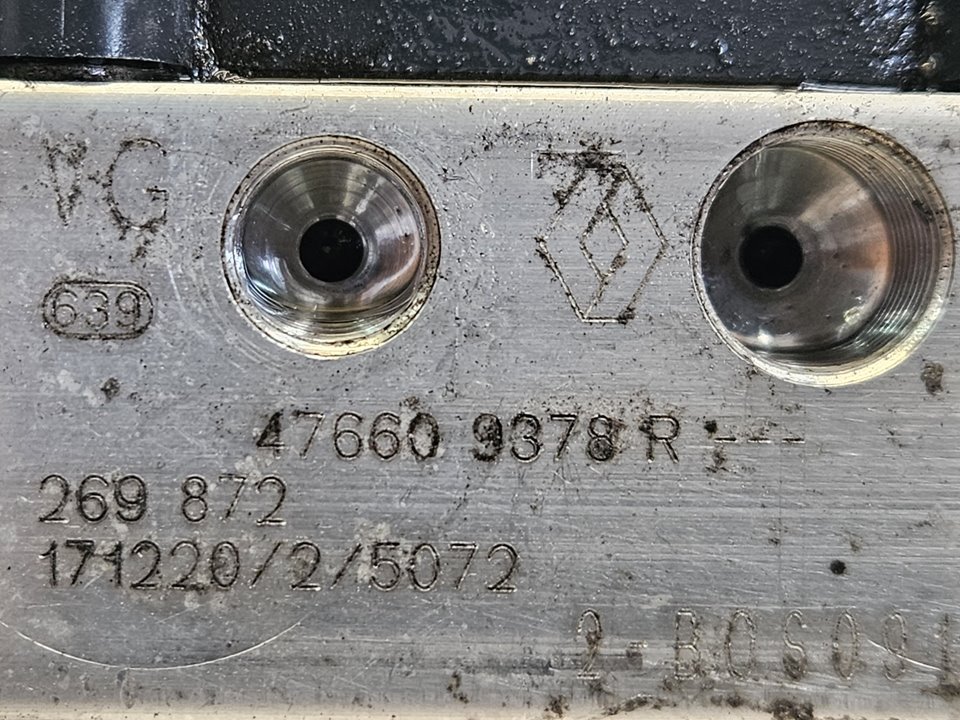 VG
639
47660 9378 R ----
269 872
171220/2/5072